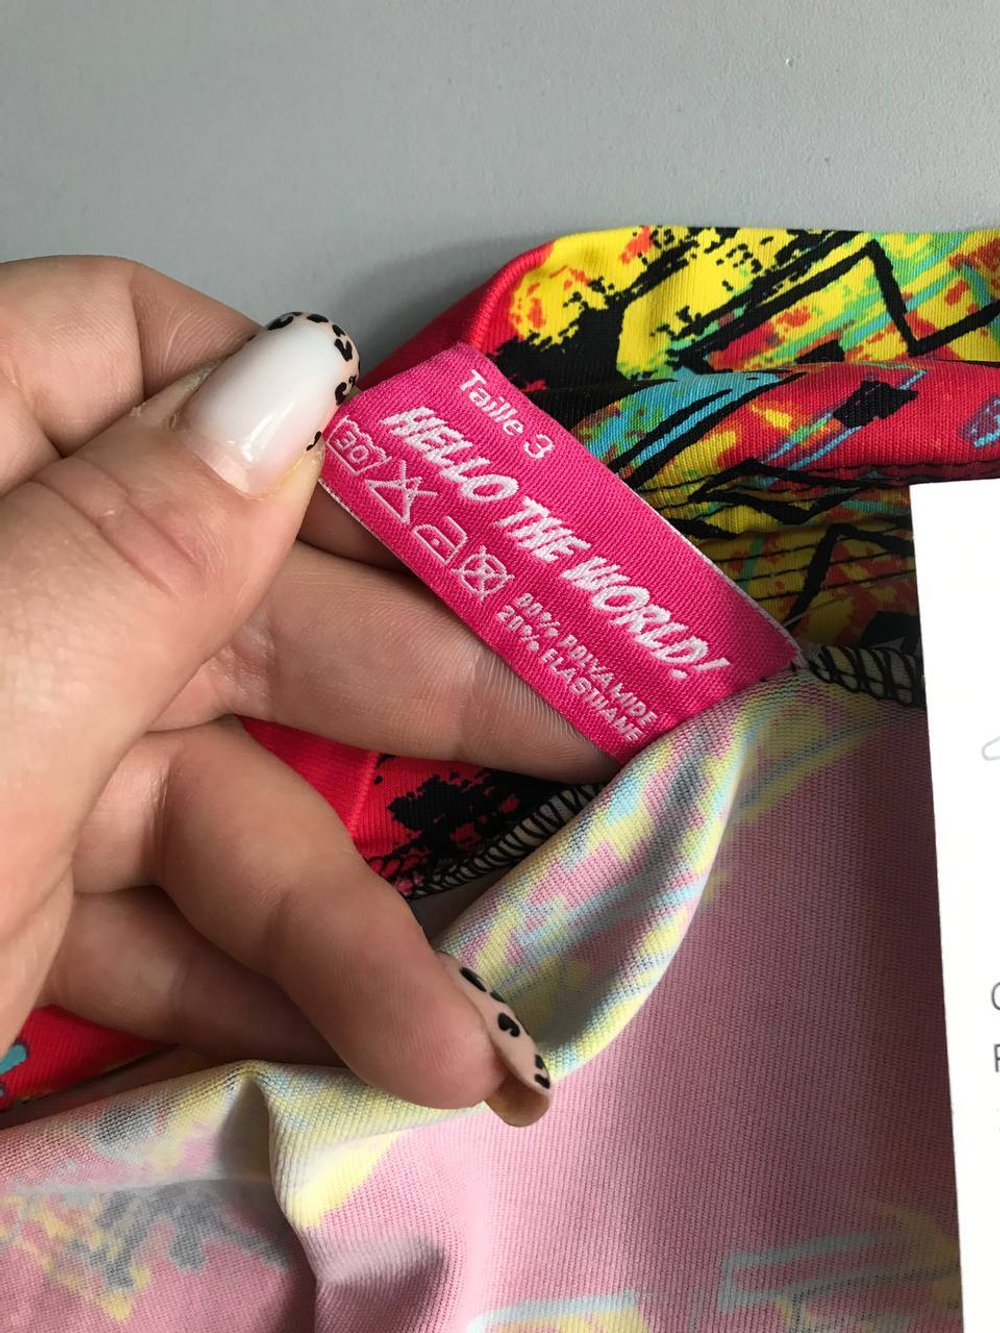 Taille 3
HELLO THE WORLD!
30
80% POLYAMIDE
20% ELASTHANE